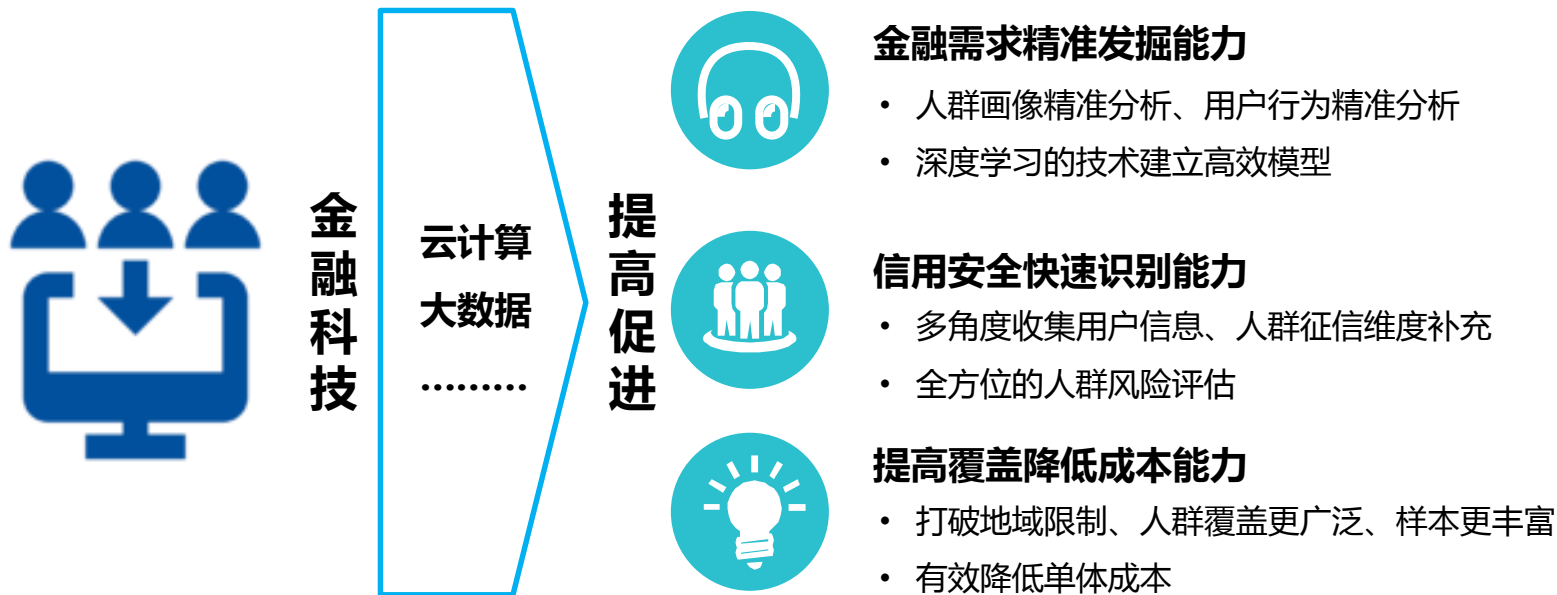 金融科技
云计算
大数据
………
提高促进
金融需求精准发掘能力
• 人群画像精准分析、用户行为精准分析
• 深度学习的技术建立高效模型
信用安全快速识别能力
• 多角度收集用户信息、人群征信维度补充
• 全方位的人群风险评估
提高覆盖降低成本能力
• 打破地域限制、人群覆盖更广泛、样本更丰富
• 有效降低单体成本